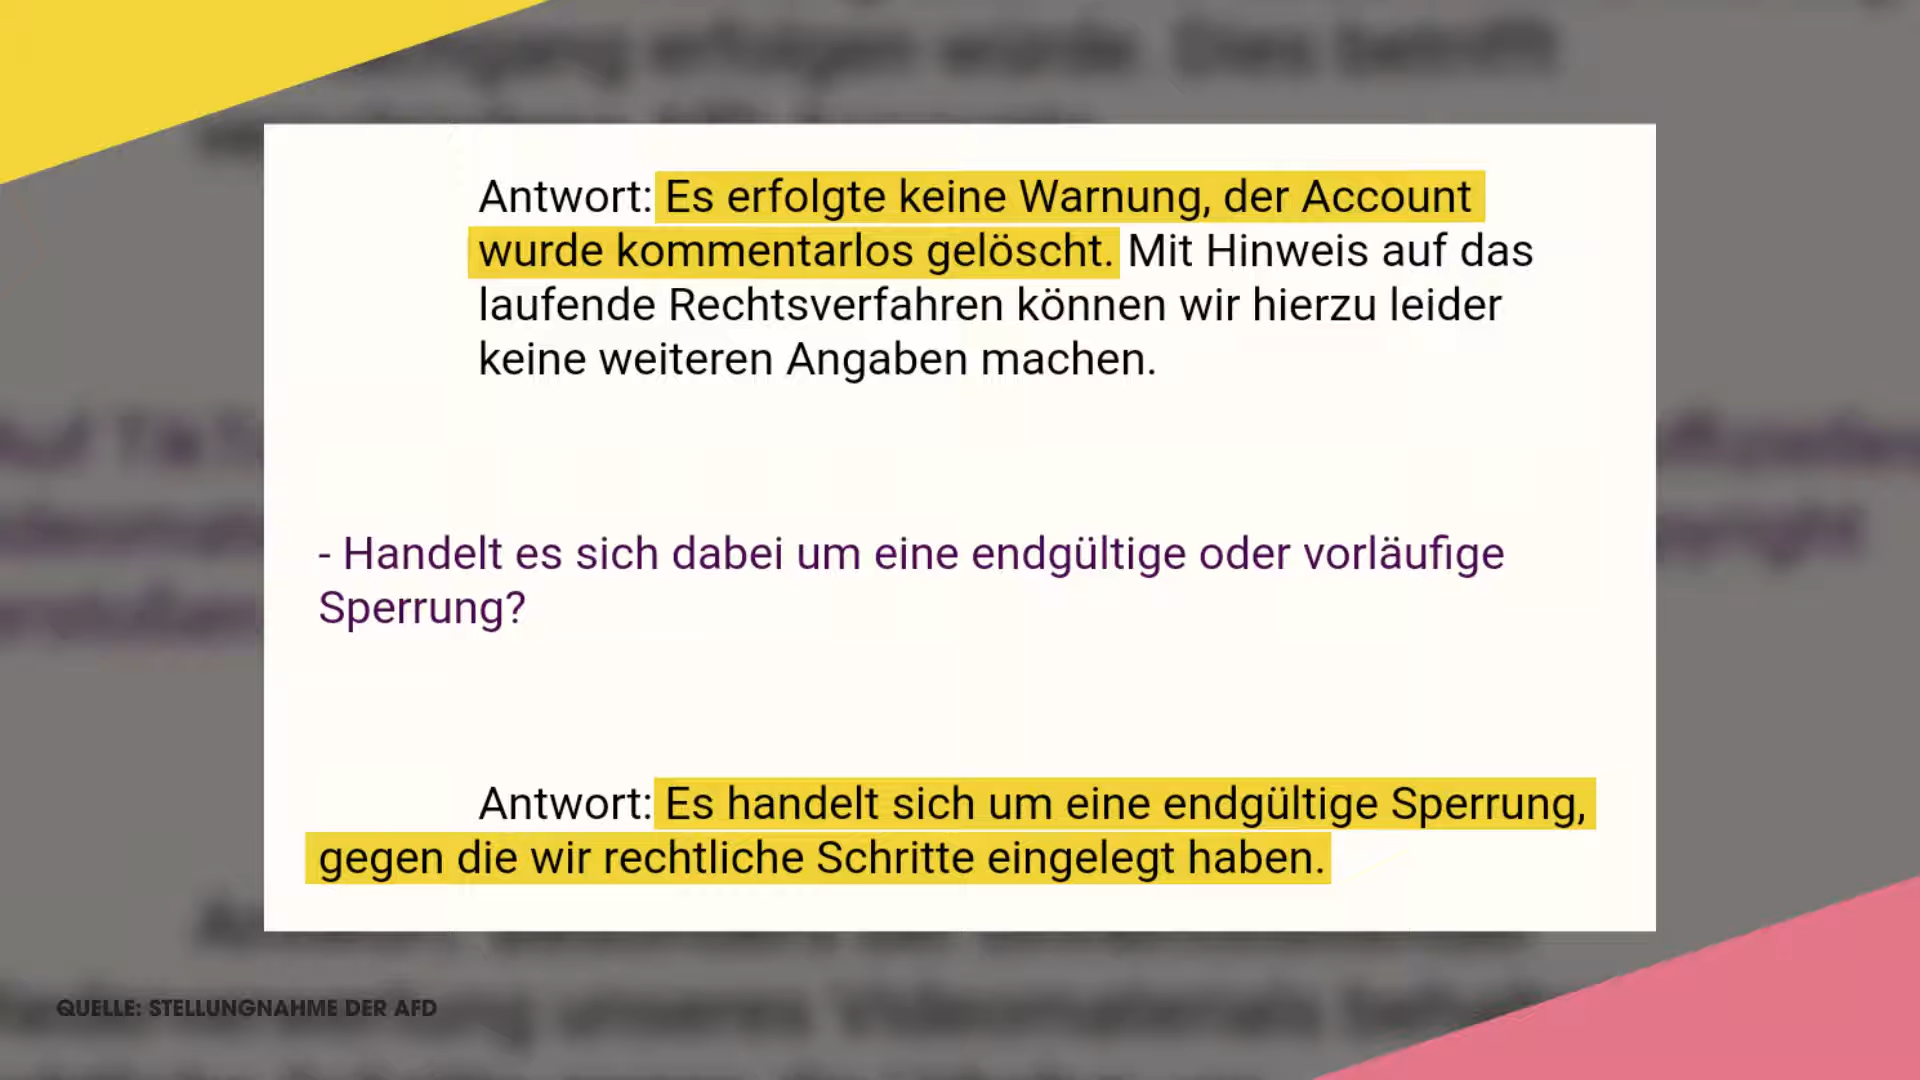 Antwort: Es erfolgte keine Warnung, der Account
wurde kommentarlos gelöscht. Mit Hinweis auf das
laufende Rechtsverfahren können wir hierzu leider
keine weiteren Angaben machen.
- Handelt es sich dabei um eine endgültige oder vorläufige
Sperrung?
Antwort: Es handelt sich um eine endgültige Sperrung,
gegen die wir rechtliche Schritte eingelegt haben.
QUELLE: STELLUNGNAHME DER AFD